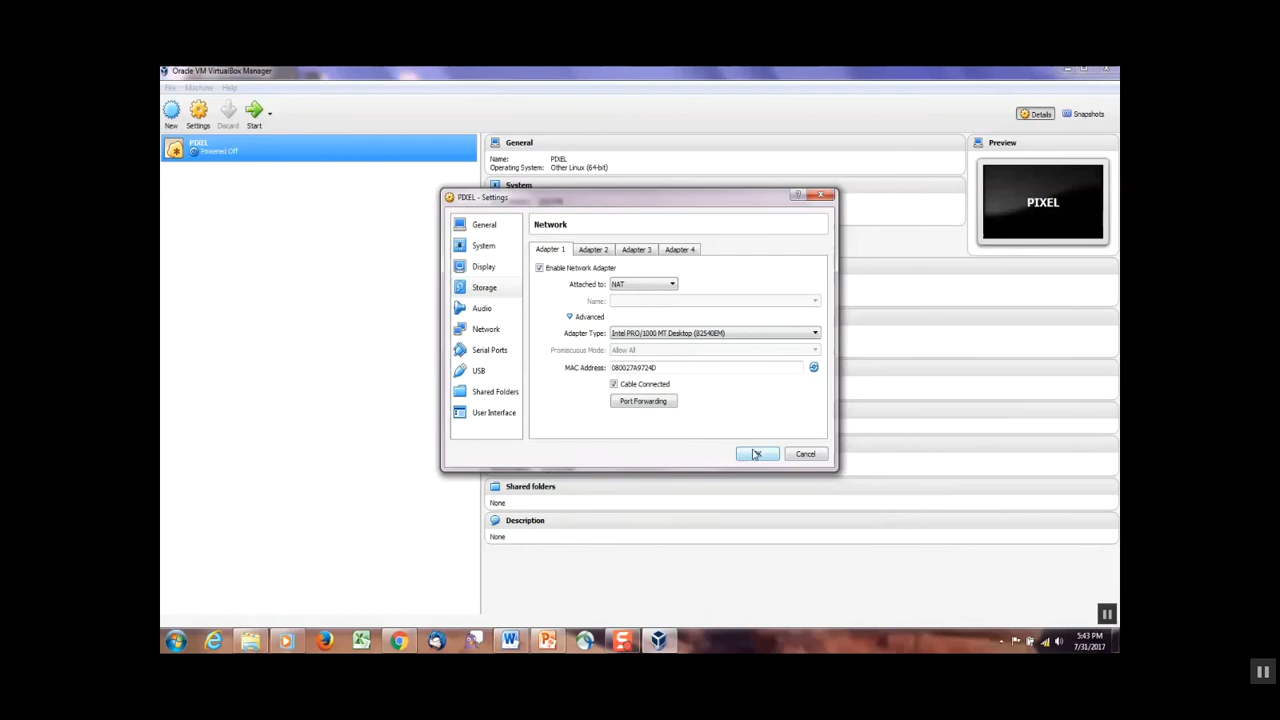 Oracle VM VirtualBox Manager
File Machine Help
New Settings Discard Start
Details Snapshots
PIXEL
Powered Off
General
Name: PIXEL
Operating System: Other Linux (64-bit)
System
Preview
PIXEL
PIXEL - Settings
General
System
Display
Storage
Audio
Network
Serial Ports
USB
Shared Folders
User Interface
Network
Adapter 1 Adapter 2 Adapter 3 Adapter 4
Enable Network Adapter
Attached to: NAT
Name:
Advanced
Adapter Type: Intel PRO/1000 MT Desktop (82540EM)
Promiscuous Mode: Allow All
MAC Address: 080027A9724D
Cable Connected
Port Forwarding
Cancel
Shared folders
None
Description
None
5:43 PM
7/31/2017